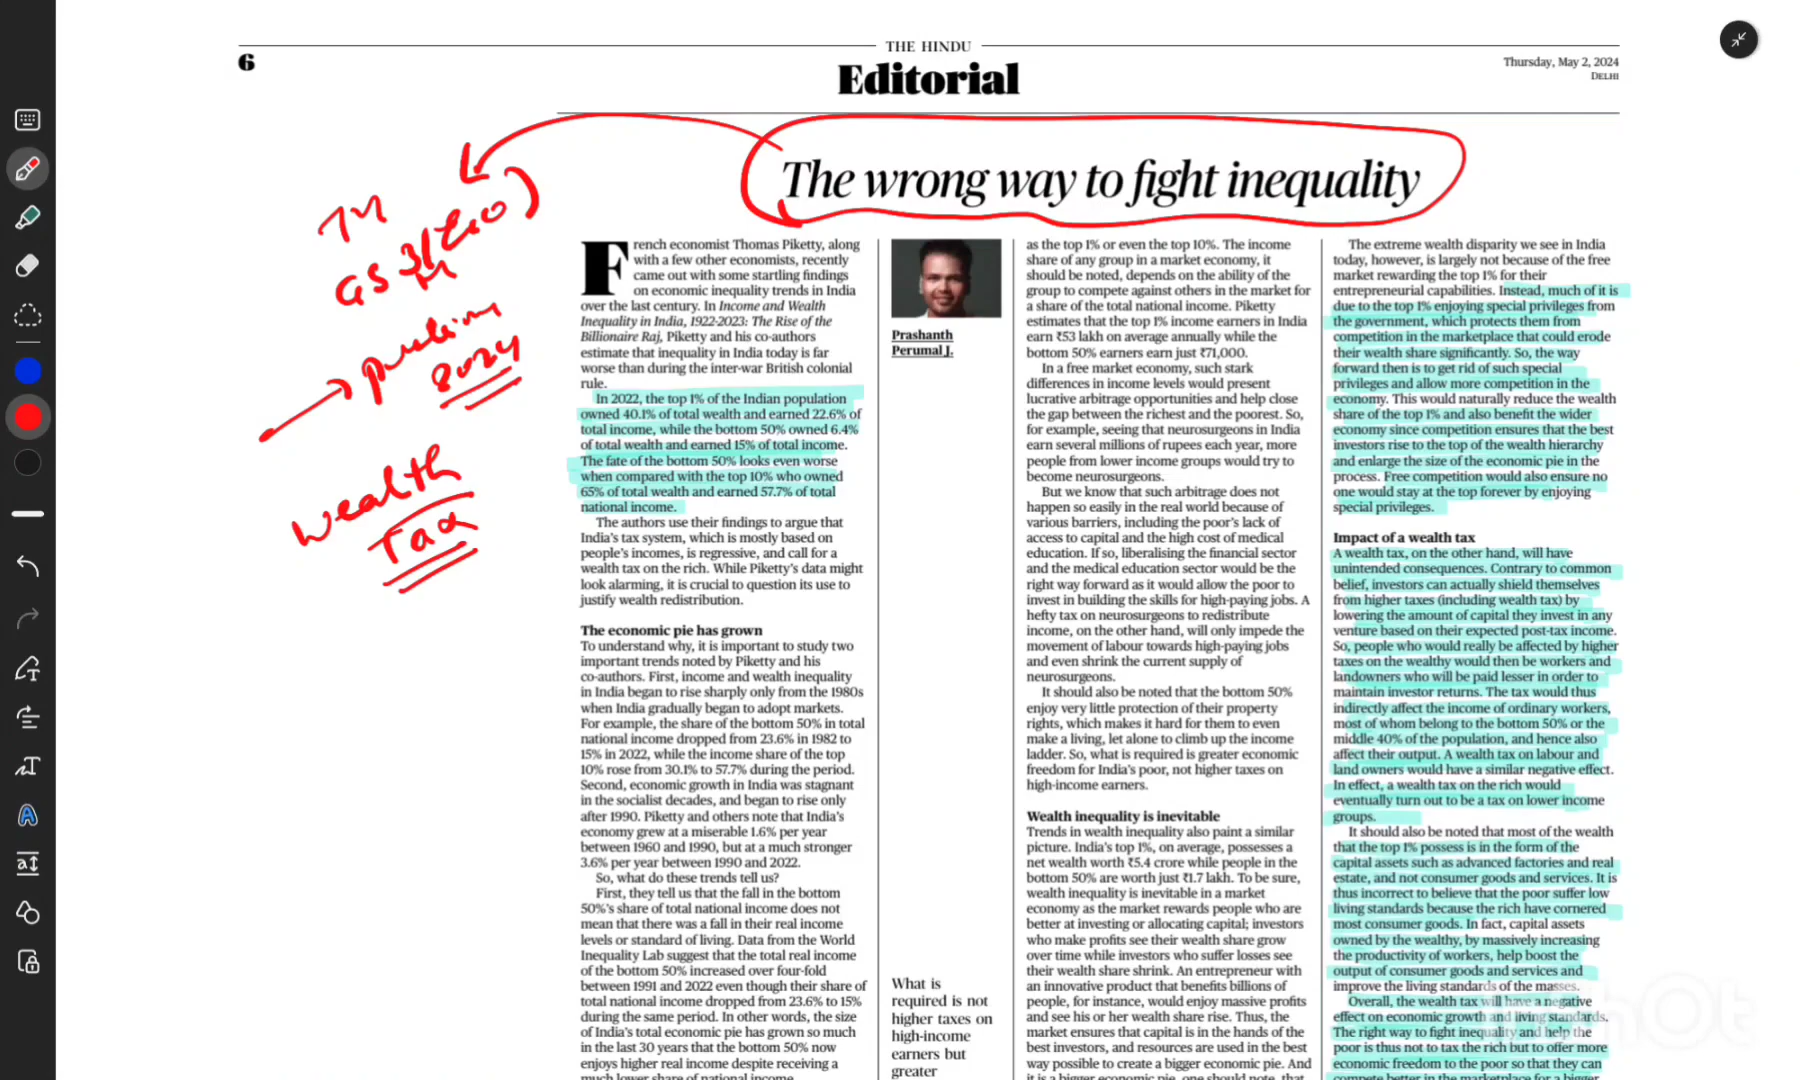 THE HINDU
6
Editorial
Thursday, May 2, 2024
DELHI
The wrong way to fight inequality
GS 3
2024
Wealth
Tax
French economist Thomas Piketty, along
with a few other economists, recently
came out with some startling findings
on economic inequality trends in India
over the last century. In Income and Wealth
Inequality in India, 1922-2023: The Rise of the
Billionaire Raj, Piketty and his co-authors
estimate that inequality in India today is far
worse than during the inter-war British colonial
rule.
In 2022, the top 1% of the Indian population
owned 40.1% of total wealth and earned 22.6% of
total income, while the bottom 50% owned 6.4%
of total wealth and earned 15% of total income.
The fate of the bottom 50% looks even worse
when compared with the top 10% who owned
65% of total wealth and earned 57.7% of total
national income.
The authors use their findings to argue that
India's tax system, which is mostly based on
people's incomes, is regressive, and call for a
wealth tax on the rich. While Piketty's data might
look alarming, it is crucial to question its use to
justify wealth redistribution.
The economic pie has grown
To understand why, it is important to study two
important trends noted by Piketty and his
co-authors. First, income and wealth inequality
in India began to rise sharply only from the 1980s
when India gradually began to adopt markets.
For example, the share of the bottom 50% in total
national income dropped from 23.6% in 1982 to
15% in 2022, while the income share of the top
10% rose from 30.1% to 57.7% during the period.
Second, economic growth in India was stagnant
in the socialist decades, and began to rise only
after 1990. Piketty and others note that India's
economy grew at a miserable 1.6% per year
between 1960 and 1990, but at a much stronger
3.6% per year between 1990 and 2022.
So, what do these trends tell us?
First, they tell us that the fall in the bottom
50%'s share of total national income does not
mean that there was a fall in their real income
levels or standard of living. Data from the World
Inequality Lab suggest that the total real income
of the bottom 50% increased over four-fold
between 1991 and 2022 even though their share of
total national income dropped from 23.6% to 15%
during the same period. In other words, the size
of India's total economic pie has grown so much
in the last 30 years that the bottom 50% now
enjoys higher real income despite receiving a
much lower share of national income.
Prashanth
Perumal J.
What is
required is not
higher taxes on
high-income
earners but
greater
as the top 1% or even the top 10%. The income
share of any group in a market economy, it
should be noted, depends on the ability of the
group to compete against others in the market for
a share of the total national income. Piketty
estimates that the top 1% income earners in India
earn ₹53 lakh on average annually while the
bottom 50% earners earn just ₹71,000.
In a free market economy, such stark
differences in income levels would present
lucrative arbitrage opportunities and help close
the gap between the richest and the poorest. So,
for example, seeing that neurosurgeons in India
earn several millions of rupees each year, more
people from lower income groups would try to
become neurosurgeons.
But we know that such arbitrage does not
happen so easily in the real world because of
various barriers, including the poor's lack of
access to capital and the high cost of medical
education. If so, liberalising the financial sector
and the medical education sector would be the
right way forward as it would allow the poor to
invest in building the skills for high-paying jobs. A
hefty tax on neurosurgeons to redistribute
income, on the other hand, will only impede the
movement of labour towards high-paying jobs
and even shrink the current supply of
neurosurgeons.
It should also be noted that the bottom 50%
enjoy very little protection of their property
rights, which makes it hard for them to even
make a living, let alone to climb up the income
ladder. So, what is required is greater economic
freedom for India's poor, not higher taxes on
high-income earners.
Wealth inequality is inevitable
Trends in wealth inequality also paint a similar
picture. India's top 1%, on average, possesses a
net wealth worth ₹5.4 crore while people in the
bottom 50% are worth just ₹1.7 lakh. To be sure,
wealth inequality is inevitable in a market
economy as the market rewards people who are
better at investing or allocating capital; investors
who make profits see their wealth share grow
over time while investors who suffer losses see
their wealth share shrink. An entrepreneur with
an innovative product that benefits billions of
people, for instance, would enjoy massive profits
and see his or her wealth share rise. Thus, the
market ensures that capital is in the hands of the
best investors, and resources are used in the best
way possible to create a bigger economic pie. And
it is a bigger economic pie, one should note, that
The extreme wealth disparity we see in India
today, however, is largely not because of the free
market rewarding the top 1% for their
entrepreneurial capabilities. Instead, much of it is
due to the top 1% enjoying special privileges from
the government, which protects them from
competition in the marketplace that could erode
their wealth share significantly. So, the way
forward then is to get rid of such special
privileges and allow more competition in the
economy. This would naturally reduce the wealth
share of the top 1% and also benefit the wider
economy since competition ensures that the best
investors rise to the top of the wealth hierarchy
and enlarge the size of the economic pie in the
process. Free competition would also ensure no
one would stay at the top forever by enjoying
special privileges.
Impact of a wealth tax
A wealth tax, on the other hand, will have
unintended consequences. Contrary to common
belief, investors can actually shield themselves
from higher taxes (including wealth tax) by
lowering the amount of capital they invest in any
venture based on their expected post-tax income.
So, people who would really be affected by higher
taxes on the wealthy would then be workers and
landowners who will be paid lesser in order to
maintain investor returns. The tax would thus
indirectly affect the income of ordinary workers,
most of whom belong to the bottom 50% or the
middle 40% of the population, and hence also
affect their output. A wealth tax on labour and
land owners would have a similar negative effect.
In effect, a wealth tax on the rich would
eventually turn out to be a tax on lower income
groups.
It should also be noted that most of the wealth
that the top 1% possess is in the form of the
capital assets such as advanced factories and real
estate, and not consumer goods and services. It is
thus incorrect to believe that the poor suffer low
living standards because the rich have cornered
most consumer goods. In fact, capital assets
owned by the wealthy, by massively increasing
the productivity of workers, help boost the
output of consumer goods and services and
improve the living standards of the masses.
Overall, the wealth tax will have a negative
effect on economic growth and living standards.
The right way to fight inequality and help the
poor is thus not to tax the rich but to offer more
economic freedom to the poor so that they can
compete better in the marketplace for a bigger